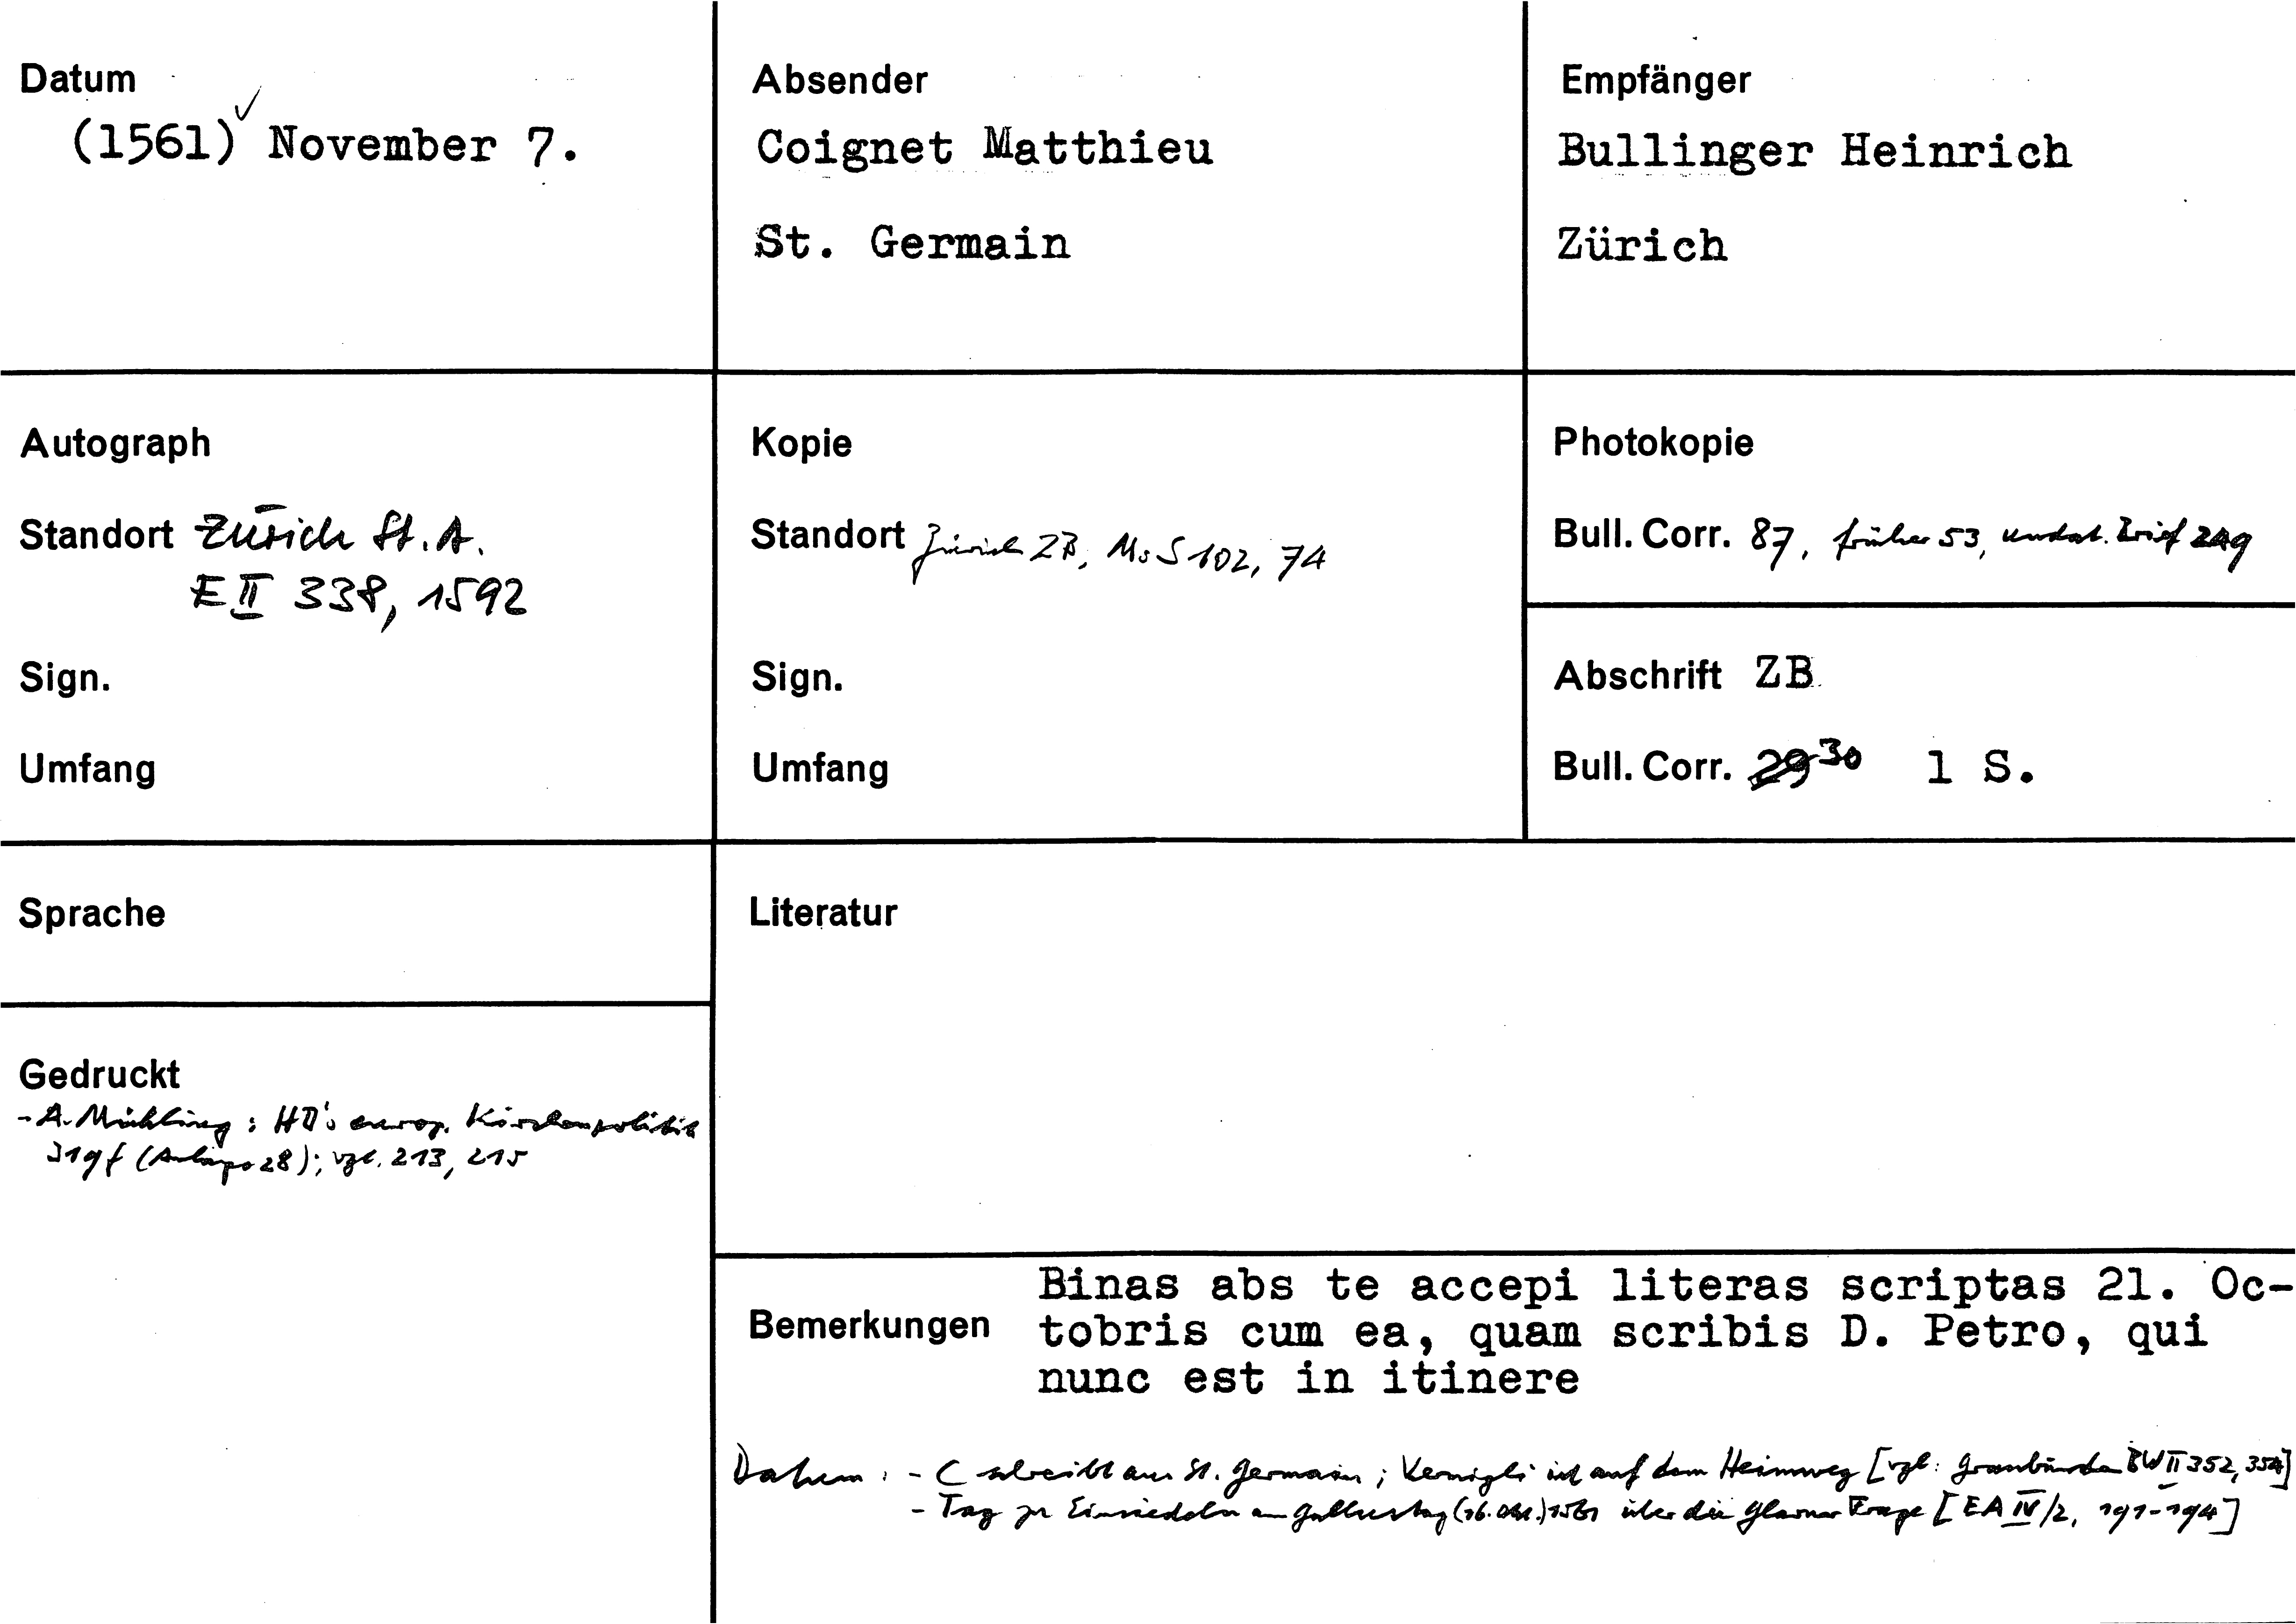 Datum
(1561) ✓ November 7.
Absender
Coignet Matthieu
St. Germain
Empfänger
Bullinger Heinrich
Zürich
Autograph
Standort Zürich St. A.
E II 338, 1592
Sign.
Umfang
Kopie
Standort Zürich ZB, Ms S 102, 74
Sign.
Umfang
Photokopie
Bull. Corr. 87, früher 53, undat. Brief 249
Abschrift ZB
Bull. Corr. 29 30 1 S.
Sprache
Literatur
Gedruckt
- A. Mühling: HB's europ. Kirchenpolitik
319f (Anhang 28); vgl. 213, 215
Bemerkungen
Binas abs te accepi literas scriptas 21. Oc-
tobris cum ea, quam scribis D. Petro, qui
nunc est in itinere
Datum: - C schreibt aus St. Germain; Vermigli ist auf dem Heimweg [vgl. Graubünden BW II 352, 354]
- Tag zu Einsiedeln am Gallustag (16. Okt.) 1561 über die Glarner Frage [EA IV/2, 191-194]